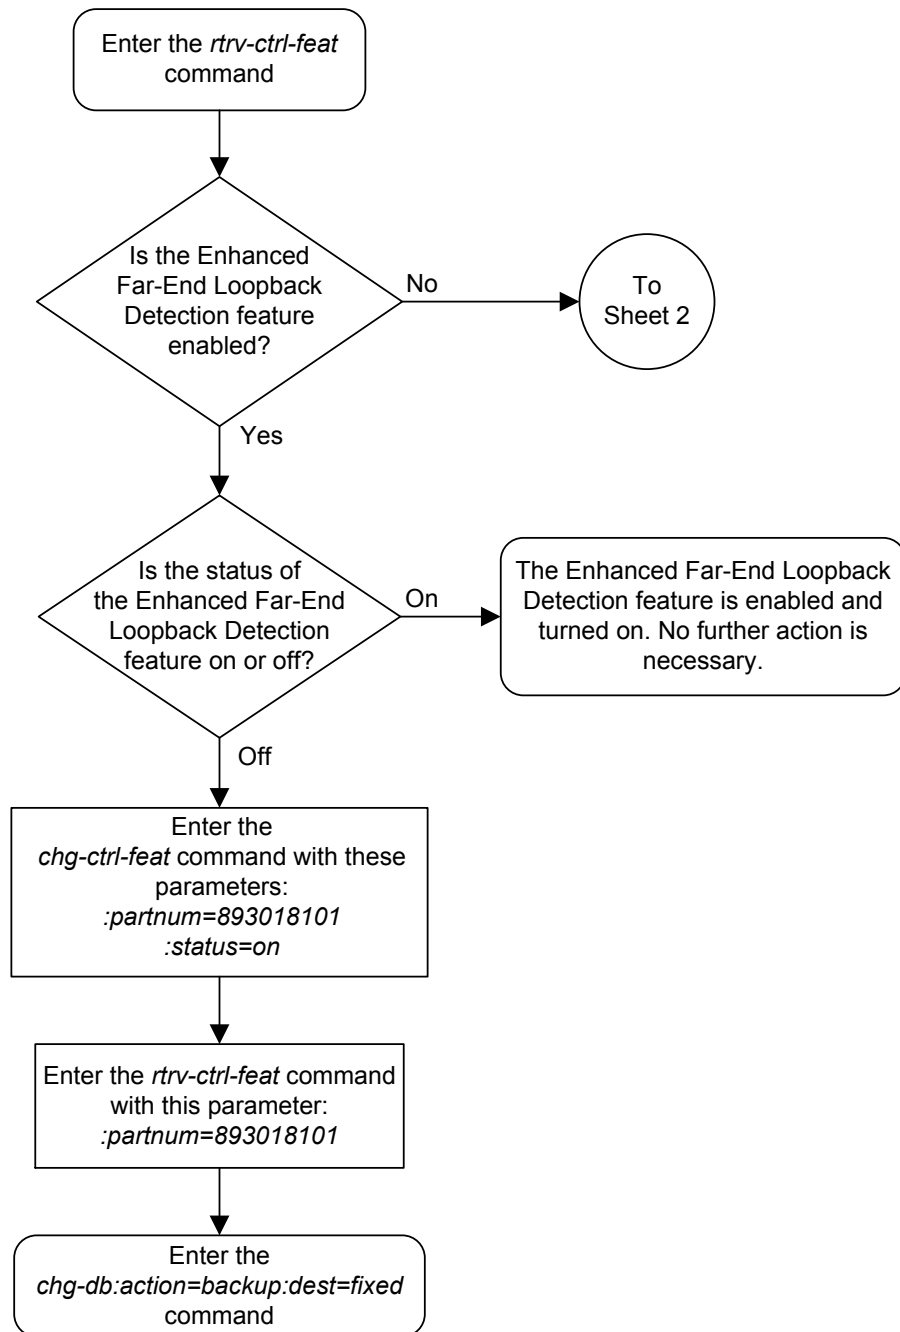 Enter the rtrv-ctrl-feat
command
Is the Enhanced
Far-End Loopback
Detection feature
enabled?
No
To
Sheet 2
Yes
Is the status of
the Enhanced Far-End
Loopback Detection
feature on or off?
On
The Enhanced Far-End Loopback
Detection feature is enabled and
turned on. No further action is
necessary.
Off
Enter the
chg-ctrl-feat command with these
parameters:
:partnum=893018101
:status=on
Enter the rtrv-ctrl-feat command
with this parameter:
:partnum=893018101
Enter the
chg-db:action=backup:dest=fixed
command